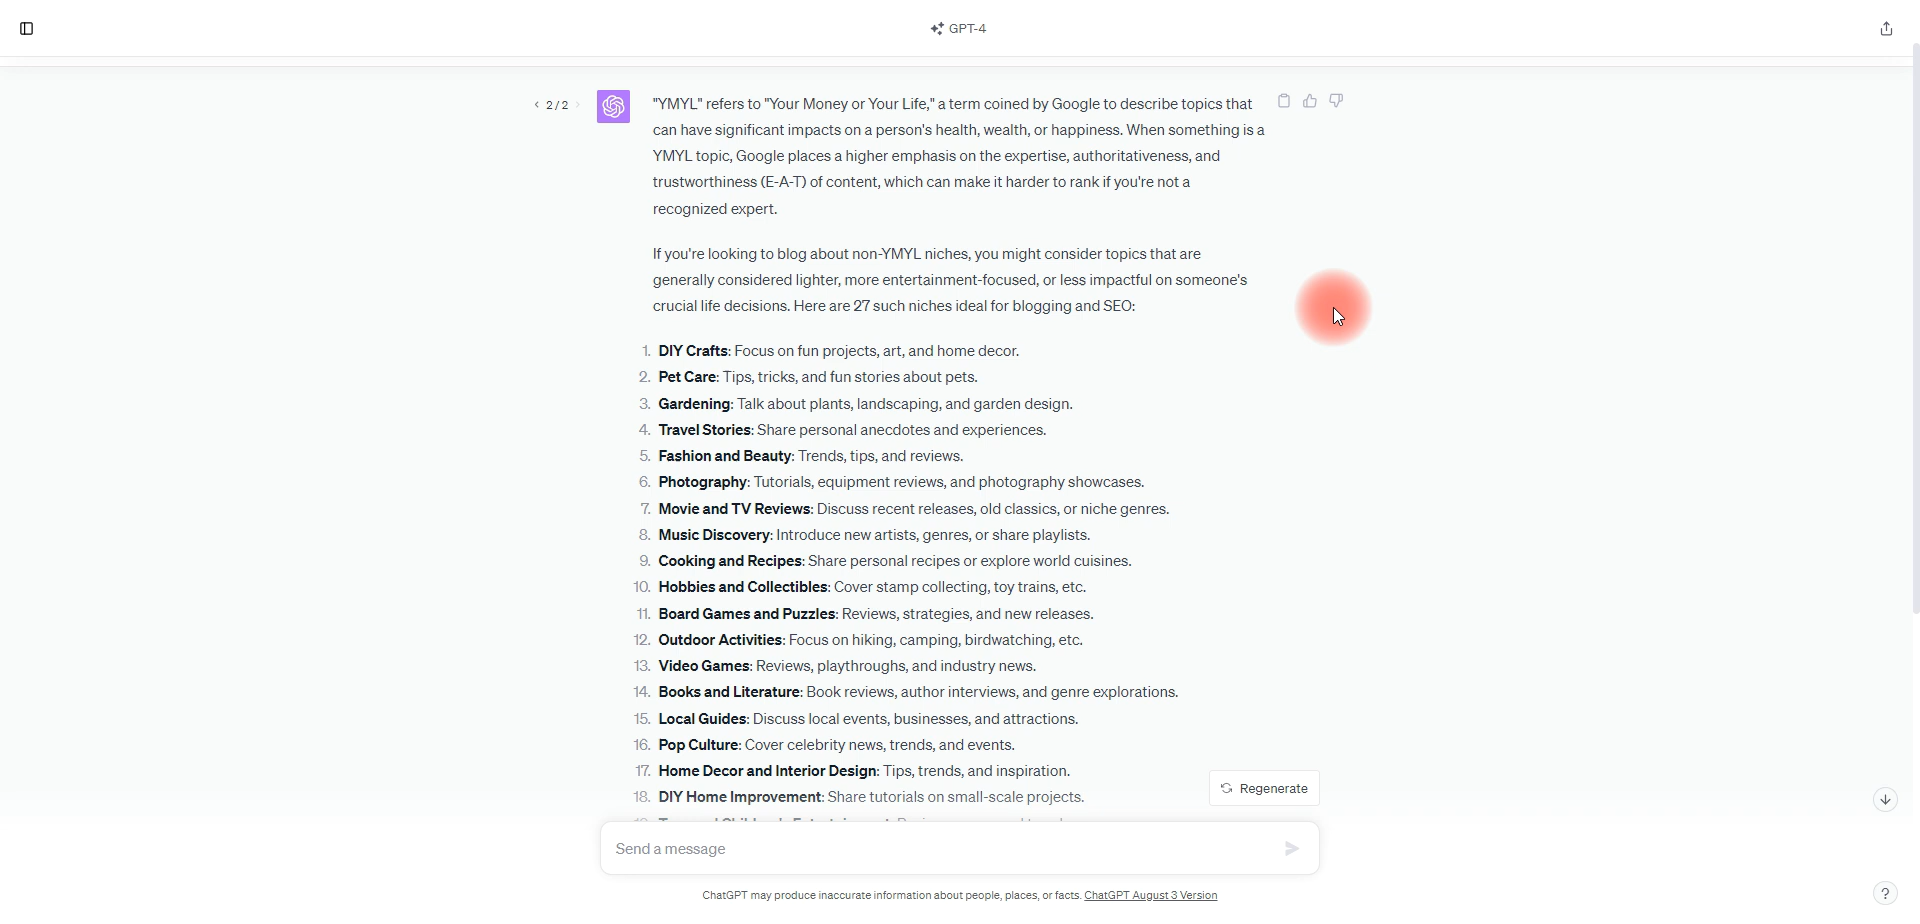 GPT-4
2/2
"YMYL" refers to "Your Money or Your Life," a term coined by Google to describe topics that
can have significant impacts on a person's health, wealth, or happiness. When something is a
YMYL topic, Google places a higher emphasis on the expertise, authoritativeness, and
trustworthiness (E-A-T) of content, which can make it harder to rank if you're not a
recognized expert.
If you're looking to blog about non-YMYL niches, you might consider topics that are
generally considered lighter, more entertainment-focused, or less impactful on someone's
crucial life decisions. Here are 27 such niches ideal for blogging and SEO:
1. DIY Crafts: Focus on fun projects, art, and home decor.
2. Pet Care: Tips, tricks, and fun stories about pets.
3. Gardening: Talk about plants, landscaping, and garden design.
4. Travel Stories: Share personal anecdotes and experiences.
5. Fashion and Beauty: Trends, tips, and reviews.
6. Photography: Tutorials, equipment reviews, and photography showcases.
7. Movie and TV Reviews: Discuss recent releases, old classics, or niche genres.
8. Music Discovery: Introduce new artists, genres, or share playlists.
9. Cooking and Recipes: Share personal recipes or explore world cuisines.
10. Hobbies and Collectibles: Cover stamp collecting, toy trains, etc.
11. Board Games and Puzzles: Reviews, strategies, and new releases.
12. Outdoor Activities: Focus on hiking, camping, birdwatching, etc.
13. Video Games: Reviews, playthroughs, and industry news.
14. Books and Literature: Book reviews, author interviews, and genre explorations.
15. Local Guides: Discuss local events, businesses, and attractions.
16. Pop Culture: Cover celebrity news, trends, and events.
17. Home Decor and Interior Design: Tips, trends, and inspiration.
18. DIY Home Improvement: Share tutorials on small-scale projects.
Regenerate
Send a message
ChatGPT may produce inaccurate information about people, places, or facts. ChatGPT August 3 Version
?